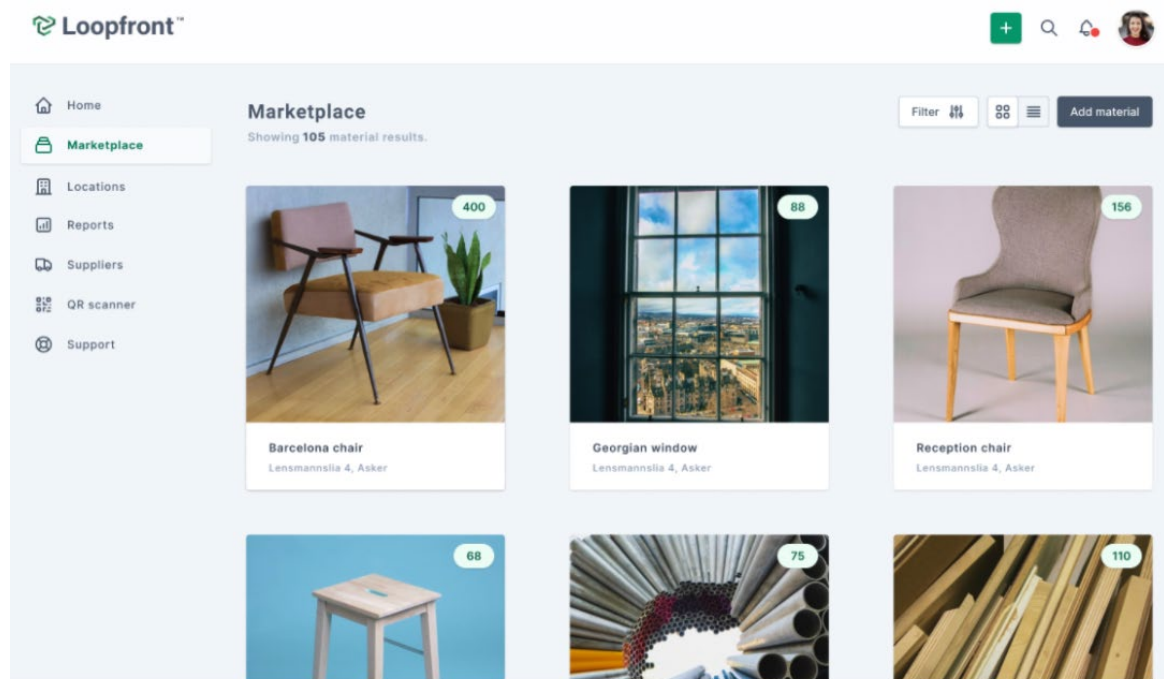 Loopfront™
Home
Marketplace
Locations
Reports
Suppliers
QR scanner
Support
Marketplace
Showing 105 material results.
Filter
Add material
400
88
156
Barcelona chair
Lensmannslia 4, Asker
Georgian window
Lensmannslia 4, Asker
Reception chair
Lensmannslia 4, Asker
68
75
110